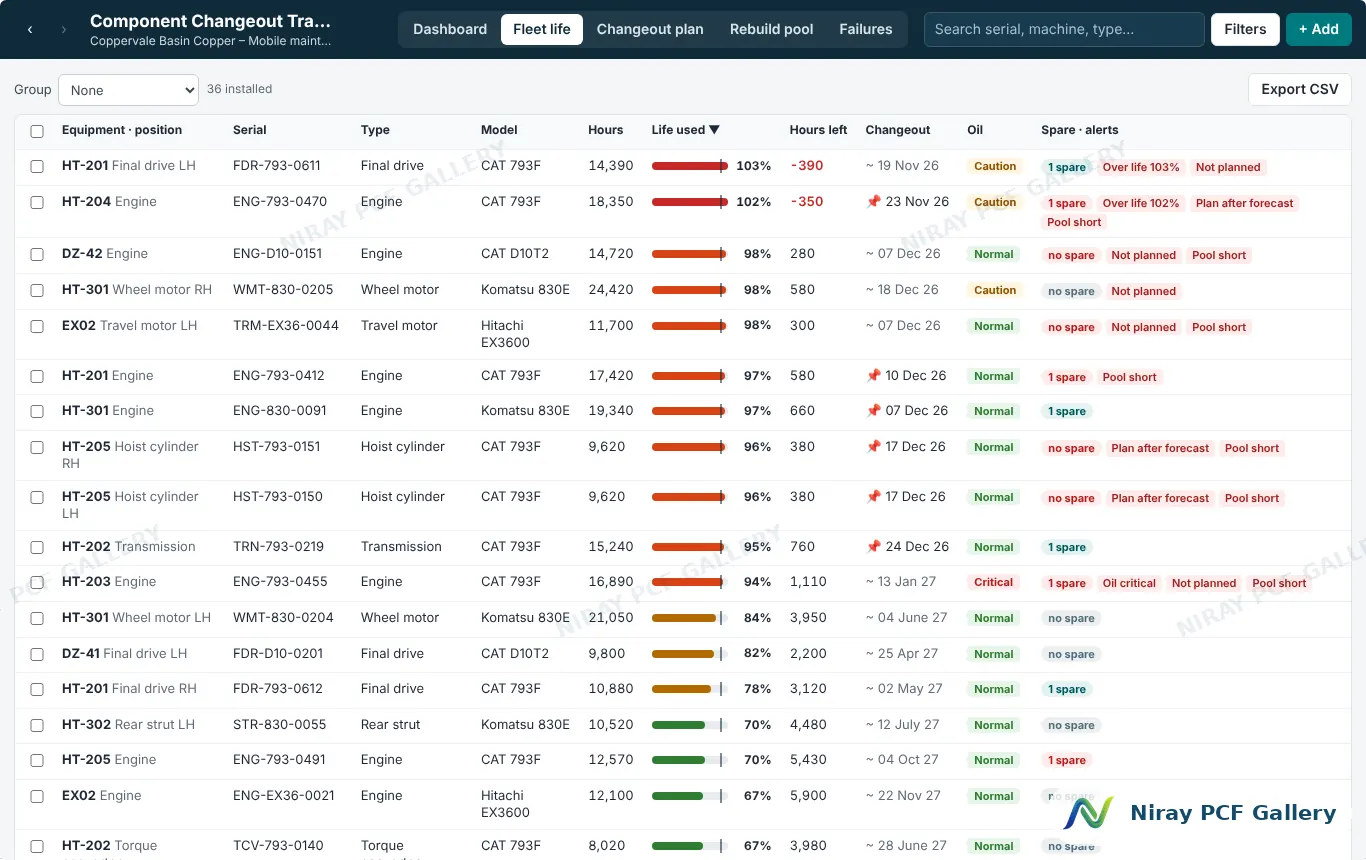 Component Changeout Tra...
Coppervale Basin Copper – Mobile maint...
Dashboard Fleet life Changeout plan Rebuild pool Failures
Search serial, machine, type...
Filters + Add
Group None 36 installed Export CSV
Equipment · position Serial Type Model Hours Life used ▼ Hours left Changeout Oil Spare · alerts
HT-201 Final drive LH FDR-793-0611 Final drive CAT 793F 14,390 103% -390 ~ 19 Nov 26 Caution 1 spare Over life 103% Not planned
HT-204 Engine ENG-793-0470 Engine CAT 793F 18,350 102% -350 📌 23 Nov 26 Caution 1 spare Over life 102% Plan after forecast
Pool short
DZ-42 Engine ENG-D10-0151 Engine CAT D10T2 14,720 98% 280 ~ 07 Dec 26 Normal no spare Not planned Pool short
HT-301 Wheel motor RH WMT-830-0205 Wheel motor Komatsu 830E 24,420 98% 580 ~ 18 Dec 26 Caution no spare Not planned
EX02 Travel motor LH TRM-EX36-0044 Travel motor Hitachi 11,700 98% 300 ~ 07 Dec 26 Normal no spare Not planned Pool short
EX3600
HT-201 Engine ENG-793-0412 Engine CAT 793F 17,420 97% 580 📌 10 Dec 26 Normal 1 spare Pool short
HT-301 Engine ENG-830-0091 Engine Komatsu 830E 19,340 97% 660 📌 07 Dec 26 Normal 1 spare
HT-205 Hoist cylinder HST-793-0151 Hoist cylinder CAT 793F 9,620 96% 380 📌 17 Dec 26 Normal no spare Plan after forecast Pool short
RH
HT-205 Hoist cylinder HST-793-0150 Hoist cylinder CAT 793F 9,620 96% 380 📌 17 Dec 26 Normal no spare Plan after forecast Pool short
LH
HT-202 Transmission TRN-793-0219 Transmission CAT 793F 15,240 95% 760 📌 24 Dec 26 Normal 1 spare
HT-203 Engine ENG-793-0455 Engine CAT 793F 16,890 94% 1,110 ~ 13 Jan 27 Critical 1 spare Oil critical Not planned Pool short
HT-301 Wheel motor LH WMT-830-0204 Wheel motor Komatsu 830E 21,050 84% 3,950 ~ 04 June 27 Normal no spare
DZ-41 Final drive LH FDR-D10-0201 Final drive CAT D10T2 9,800 82% 2,200 ~ 25 Apr 27 Normal no spare
HT-201 Final drive RH FDR-793-0612 Final drive CAT 793F 10,880 78% 3,120 ~ 02 May 27 Normal 1 spare
HT-302 Rear strut LH STR-830-0055 Rear strut Komatsu 830E 10,520 70% 4,480 ~ 12 July 27 Normal no spare
HT-205 Engine ENG-793-0491 Engine CAT 793F 12,570 70% 5,430 ~ 04 Oct 27 Normal 1 spare
EX02 Engine ENG-EX36-0021 Engine Hitachi 12,100 67% 5,900 ~ 22 Nov 27 Normal no spare
EX3600
HT-202 Torque TCV-793-0140 Torque CAT 793F 8,020 67% 3,980 ~ 28 June 27 Normal no spare
NIRAY PCF GALLERY
NIRAY PCF GALLERY
PCF GALLERY
NIRAY PCF GALLERY
NIRAY PCF GALLERY
Niray PCF Gallery